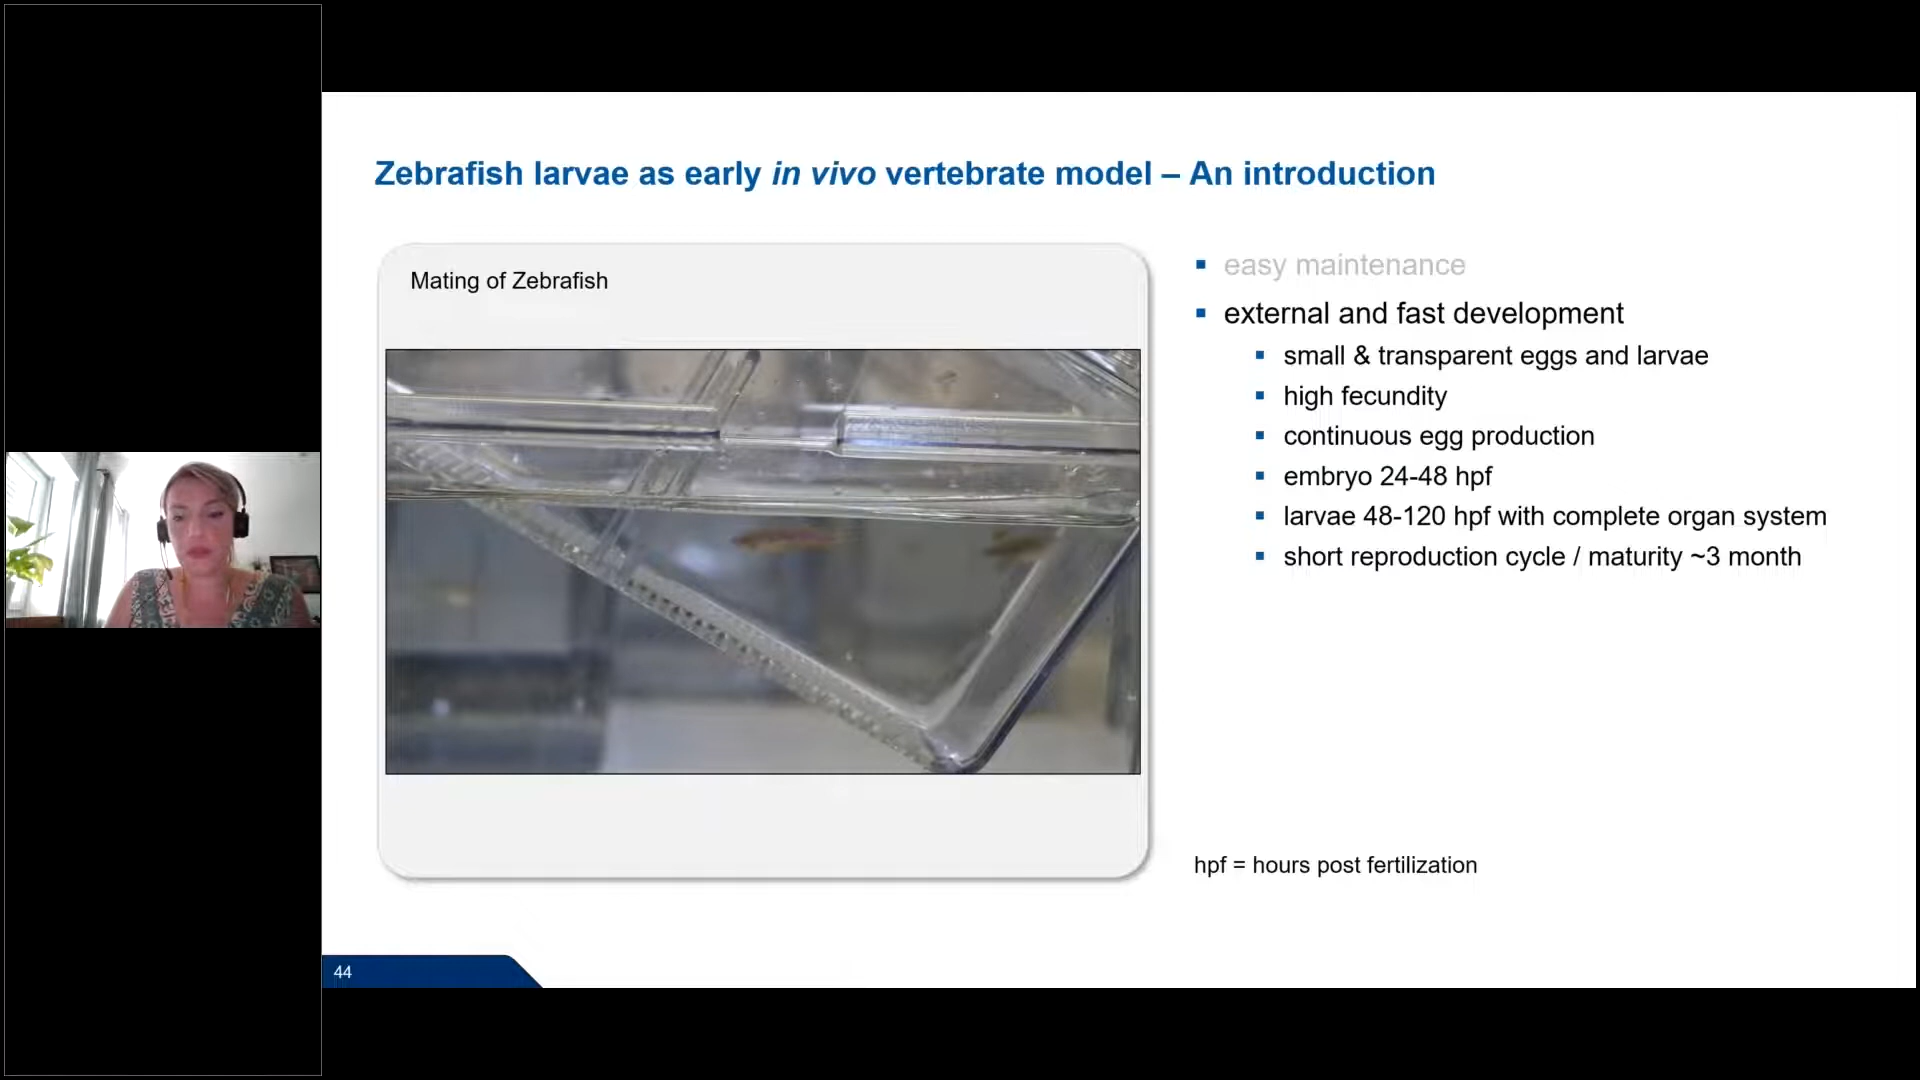 Zebrafish larvae as early in vivo vertebrate model – An introduction
Mating of Zebrafish
easy maintenance
external and fast development
small & transparent eggs and larvae
high fecundity
continuous egg production
embryo 24-48 hpf
larvae 48-120 hpf with complete organ system
short reproduction cycle / maturity ~3 month
hpf = hours post fertilization
44